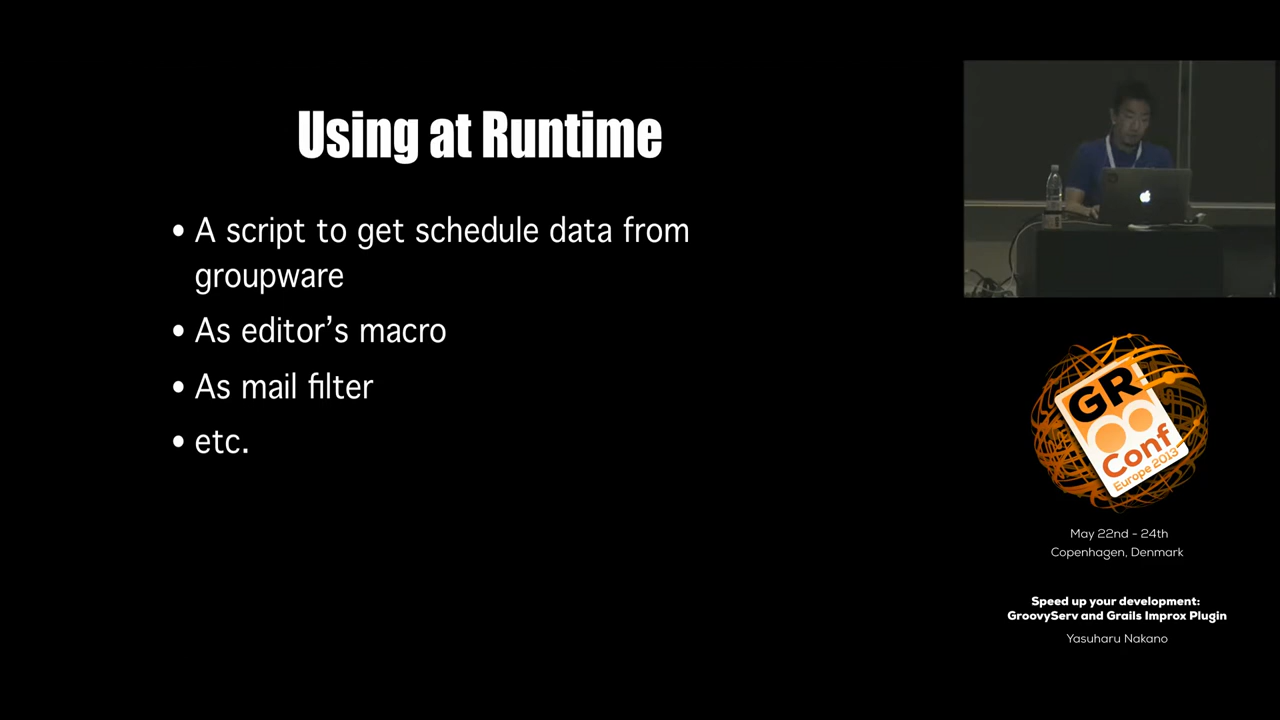 Using at Runtime
• A script to get schedule data from
groupware
• As editor’s macro
• As mail filter
• etc.
GR8
Conf
Europe 2013
May 22nd - 24th
Copenhagen, Denmark
Speed up your development:
GroovyServ and Grails Improx Plugin
Yasuharu Nakano